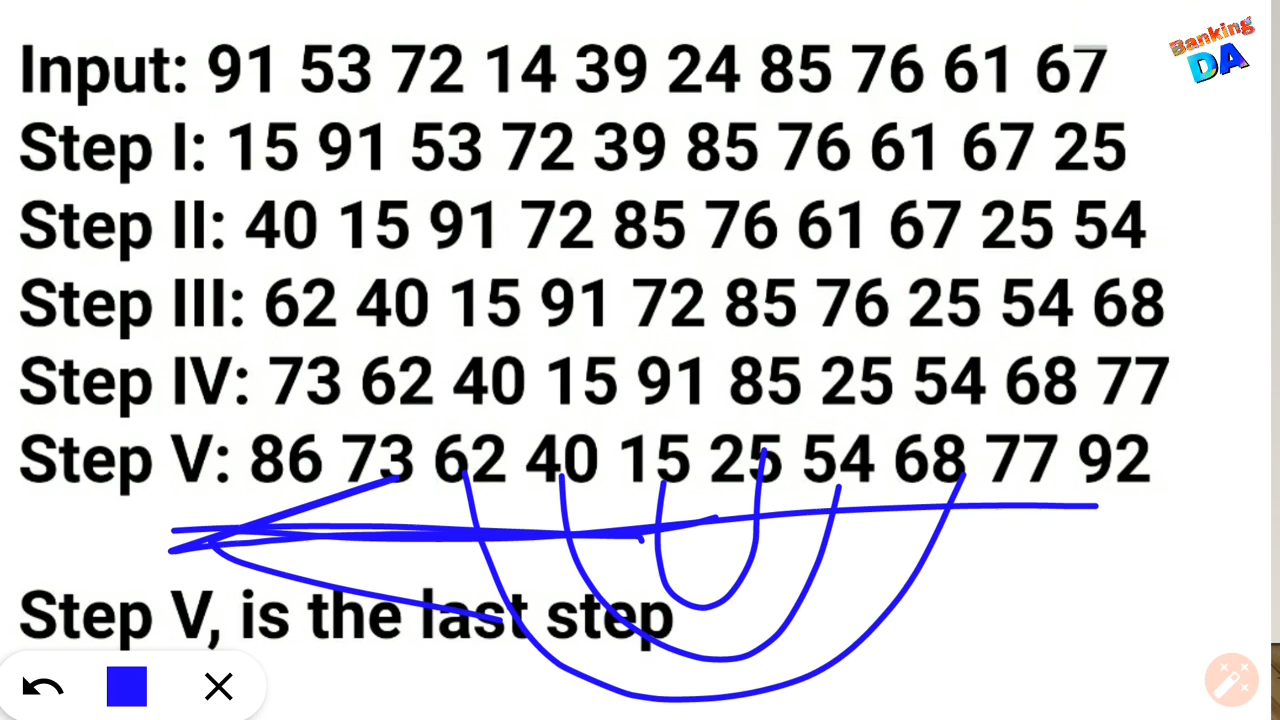 Banking
DA
Input: 91 53 72 14 39 24 85 76 61 67
Step I: 15 91 53 72 39 85 76 61 67 25
Step II: 40 15 91 72 85 76 61 67 25 54
Step III: 62 40 15 91 72 85 76 25 54 68
Step IV: 73 62 40 15 91 85 25 54 68 77
Step V: 86 73 62 40 15 25 54 68 77 92
Step V, is the last step